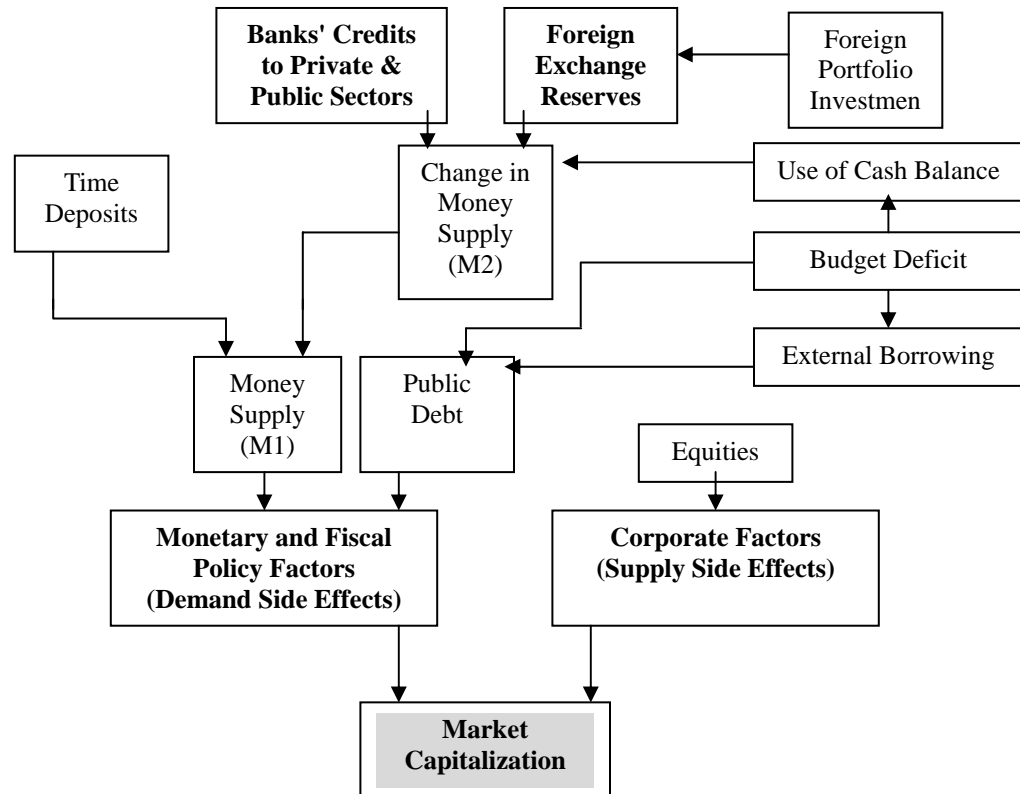 Banks' Credits
to Private &
Public Sectors
Foreign
Exchange
Reserves
Foreign
Portfolio
Investmen
Time
Deposits
Change in
Money
Supply
(M2)
Use of Cash Balance
Budget Deficit
External Borrowing
Money
Supply
(M1)
Public
Debt
Equities
Monetary and Fiscal
Policy Factors
(Demand Side Effects)
Corporate Factors
(Supply Side Effects)
Market
Capitalization